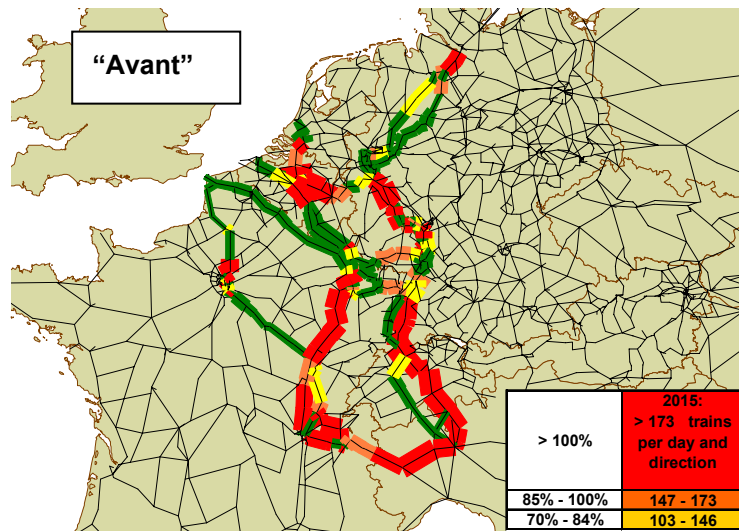 “Avant”
> 100%
2015:
> 173 trains
per day and
direction
85% - 100%
147 - 173
70% - 84%
103 - 146